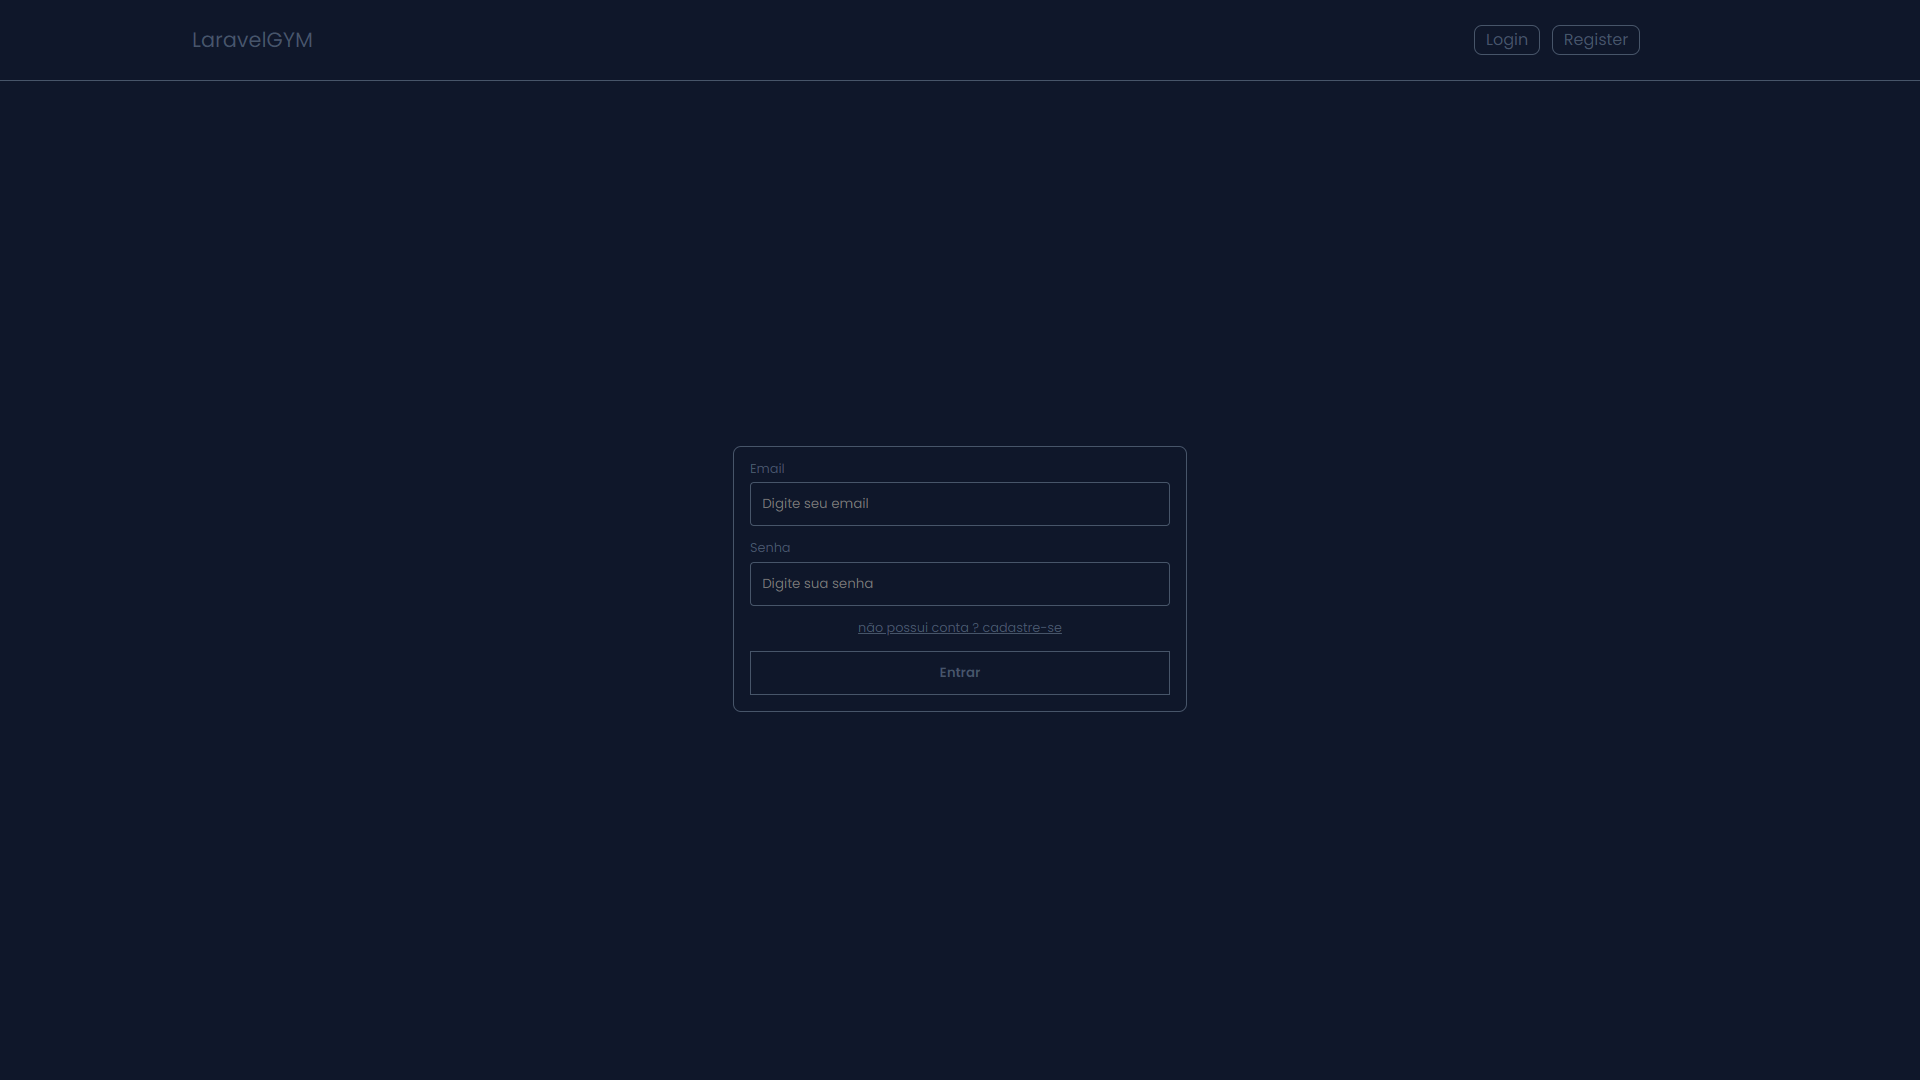 LaravelGYM
Login
Register
Email
Digite seu email
Senha
Digite sua senha
não possui conta ? cadastre-se
Entrar